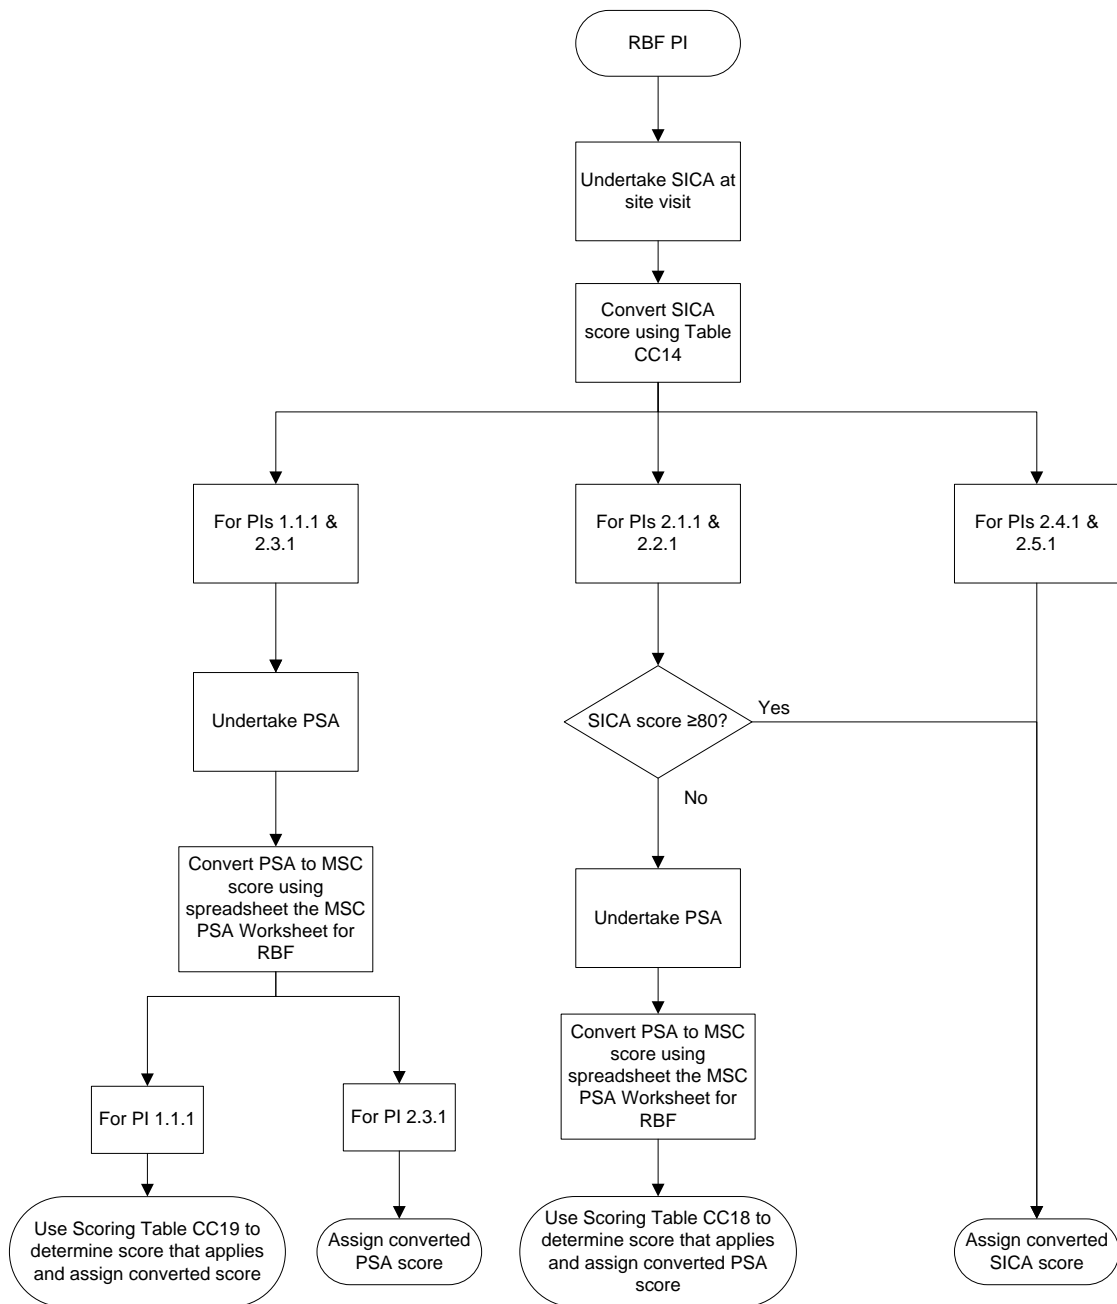 RBF PI
Undertake SICA at
site visit
Convert SICA
score using Table
CC14
For PIs 1.1.1 &
2.3.1
For PIs 2.1.1 &
2.2.1
For PIs 2.4.1 &
2.5.1
Undertake PSA
SICA score ≥80?
Yes
No
Convert PSA to MSC
score using
spreadsheet the MSC
PSA Worksheet for
RBF
Undertake PSA
Convert PSA to MSC
score using
spreadsheet the MSC
PSA Worksheet for
RBF
For PI 1.1.1
For PI 2.3.1
Use Scoring Table CC19 to
determine score that applies
and assign converted score
Assign converted
PSA score
Use Scoring Table CC18 to
determine score that applies
and assign converted PSA
score
Assign converted
SICA score